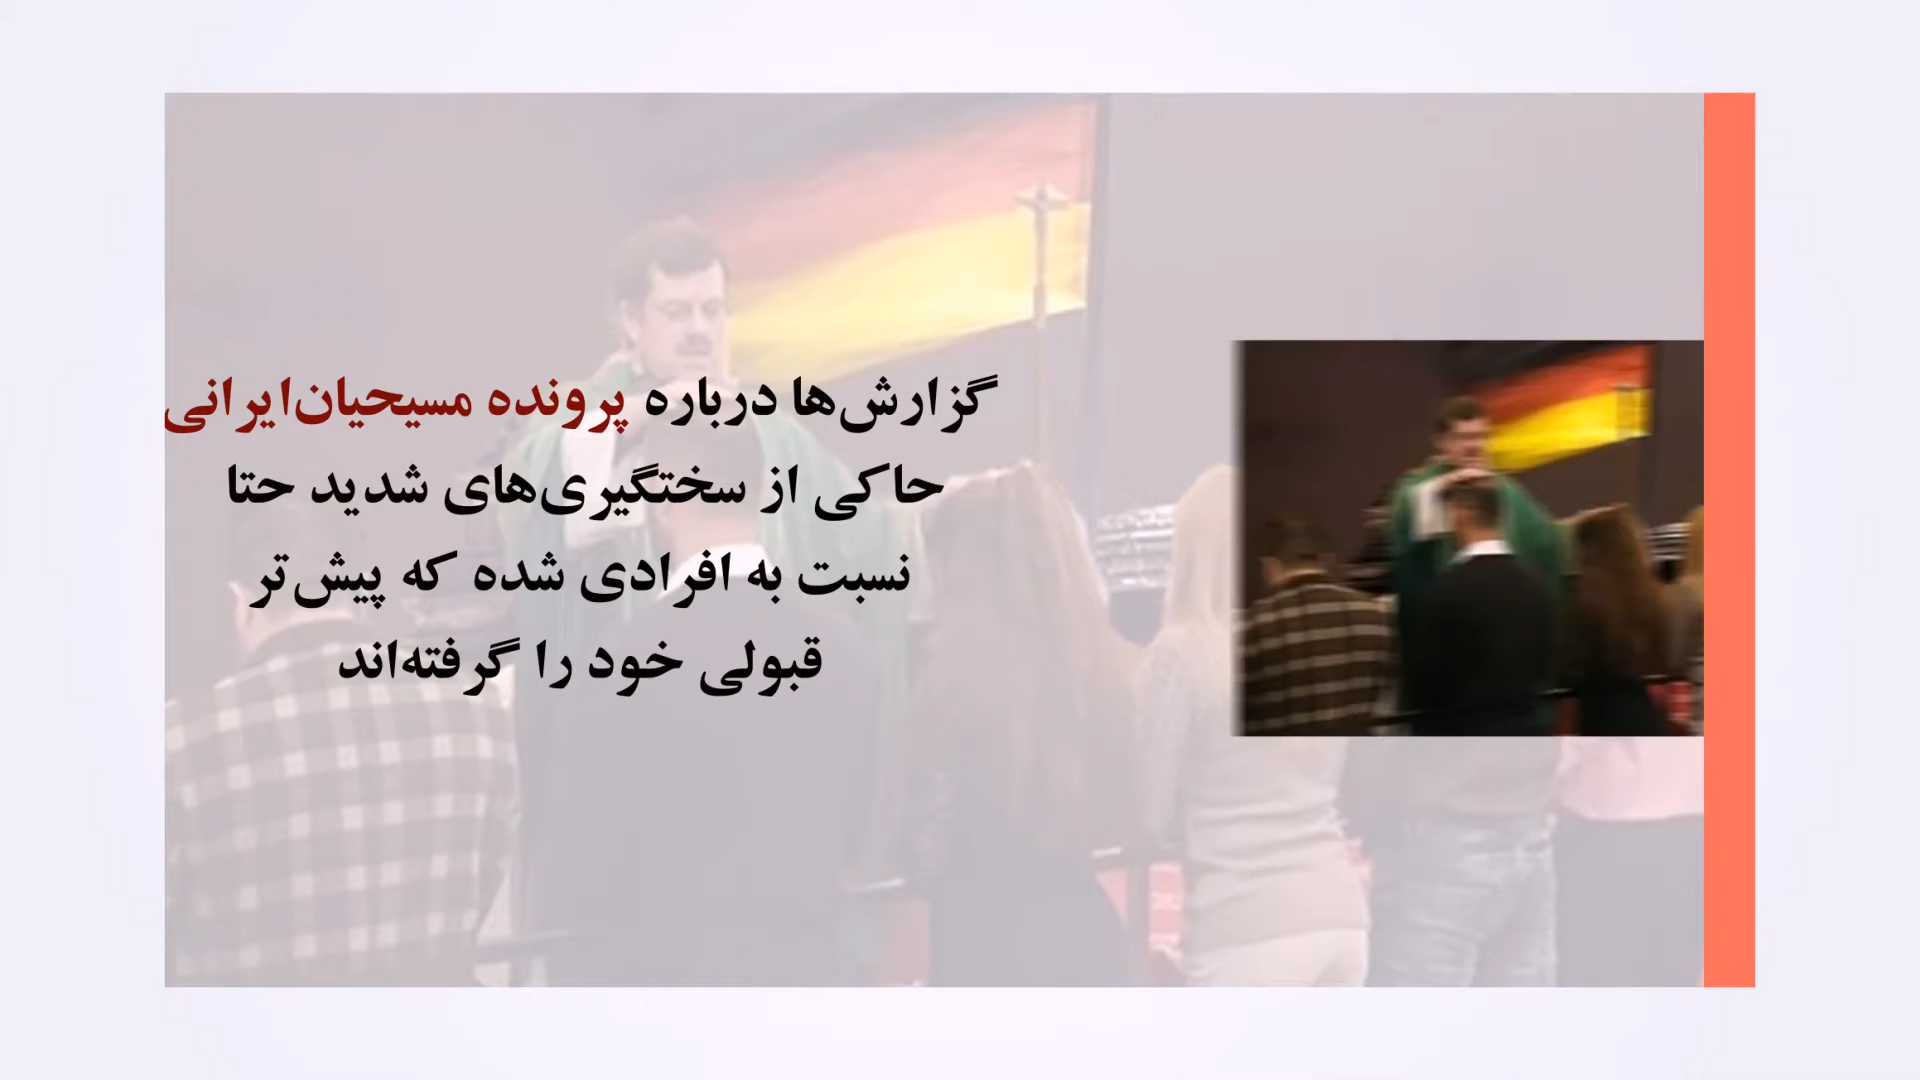 گزارش‌ها درباره پرونده مسیحیان‌ایرانی
حاکی از سختگیری‌های شدید حتا
نسبت به افرادی شده که پیش‌تر
قبولی خود را گرفته‌اند